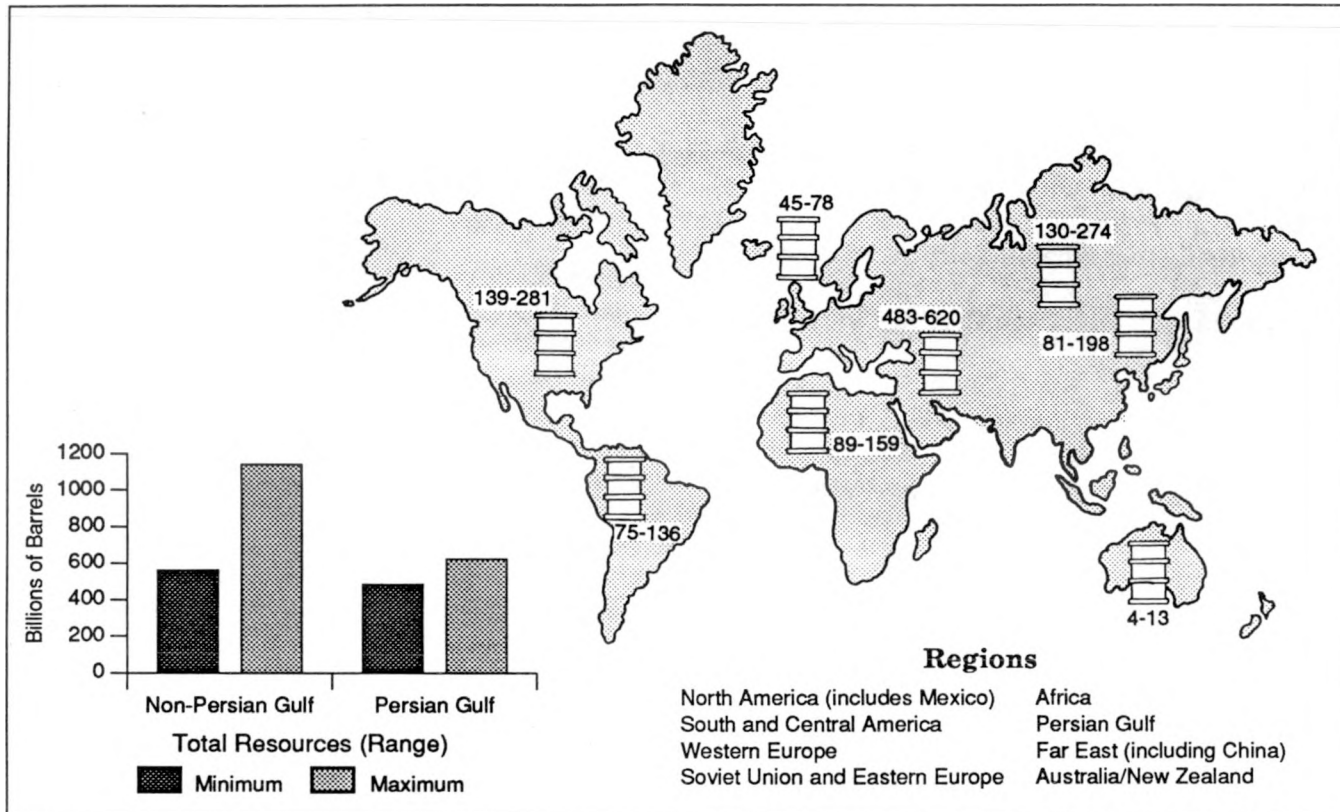 45-78
130-274
139-281
483-620
81-198
89-159
75-136
4-13
Billions of Barrels
1200
1000
800
600
400
200
0
Non-Persian Gulf
Persian Gulf
Total Resources (Range)
Minimum
Maximum
Regions
North America (includes Mexico)
South and Central America
Western Europe
Soviet Union and Eastern Europe
Africa
Persian Gulf
Far East (including China)
Australia/New Zealand